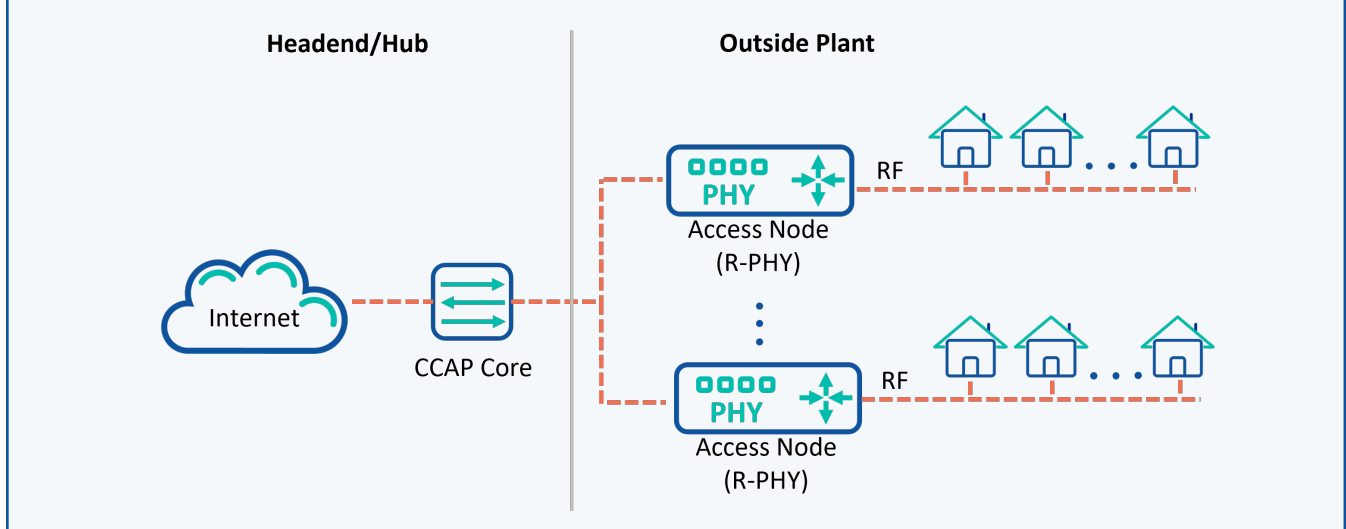 Headend/Hub
Outside Plant
PHY
RF
Access Node
(R-PHY)
Internet
CCAP Core
PHY
RF
Access Node
(R-PHY)